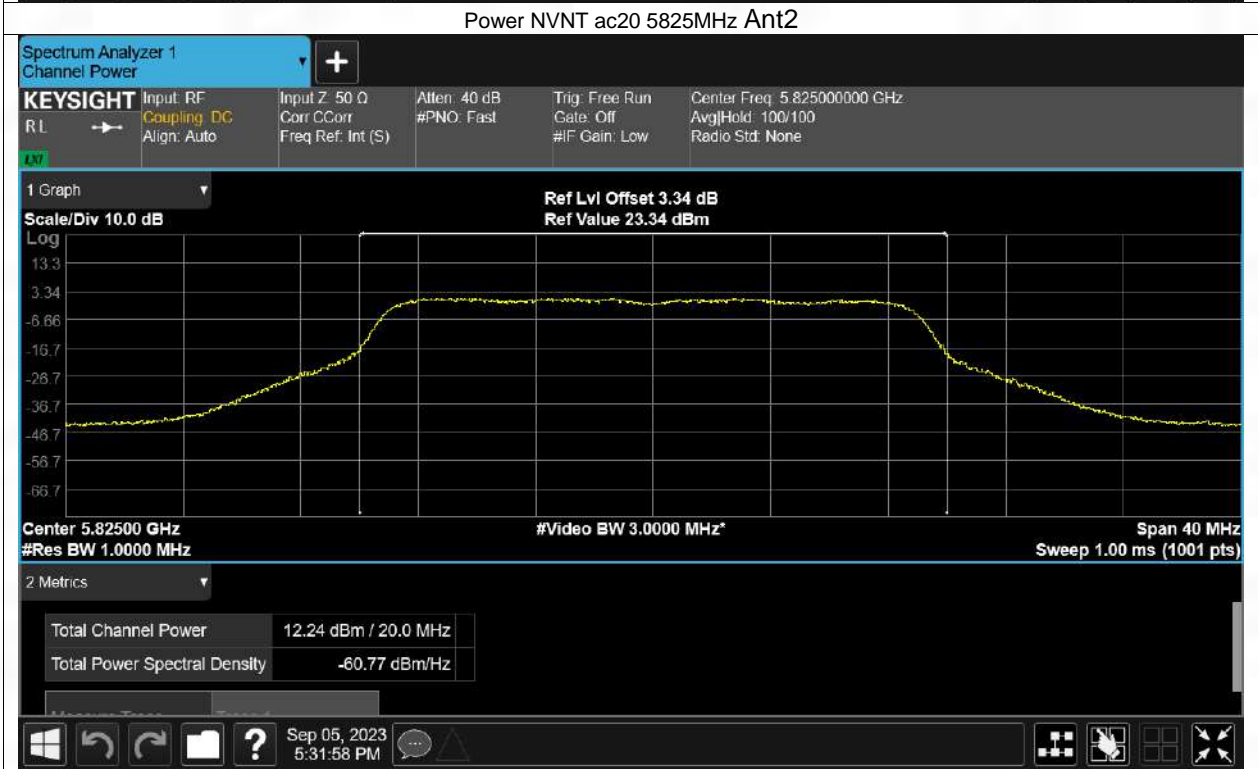 Power NVNT ac20 5825MHz Ant2
Spectrum Analyzer 1
Channel Power
+
KEYSIGHT
RL
LXI
Input: RF
Coupling: DC
Align: Auto
Input Z: 50 Ω
Corr CCorr
Freq Ref: Int (S)
Atten: 40 dB
#PNO: Fast
Trig: Free Run
Gate: Off
#IF Gain: Low
Center Freq: 5.825000000 GHz
Avg|Hold: 100/100
Radio Std: None
1 Graph
Scale/Div 10.0 dB
Ref Lvl Offset 3.34 dB
Ref Value 23.34 dBm
Log
13.3
3.34
-6.66
-16.7
-26.7
-36.7
-46.7
-56.7
-66.7
Center 5.82500 GHz
#Video BW 3.0000 MHz*
Span 40 MHz
#Res BW 1.0000 MHz
Sweep 1.00 ms (1001 pts)
2 Metrics
Total Channel Power 12.24 dBm / 20.0 MHz
Total Power Spectral Density -60.77 dBm/Hz
?
Sep 05, 2023
5:31:58 PM